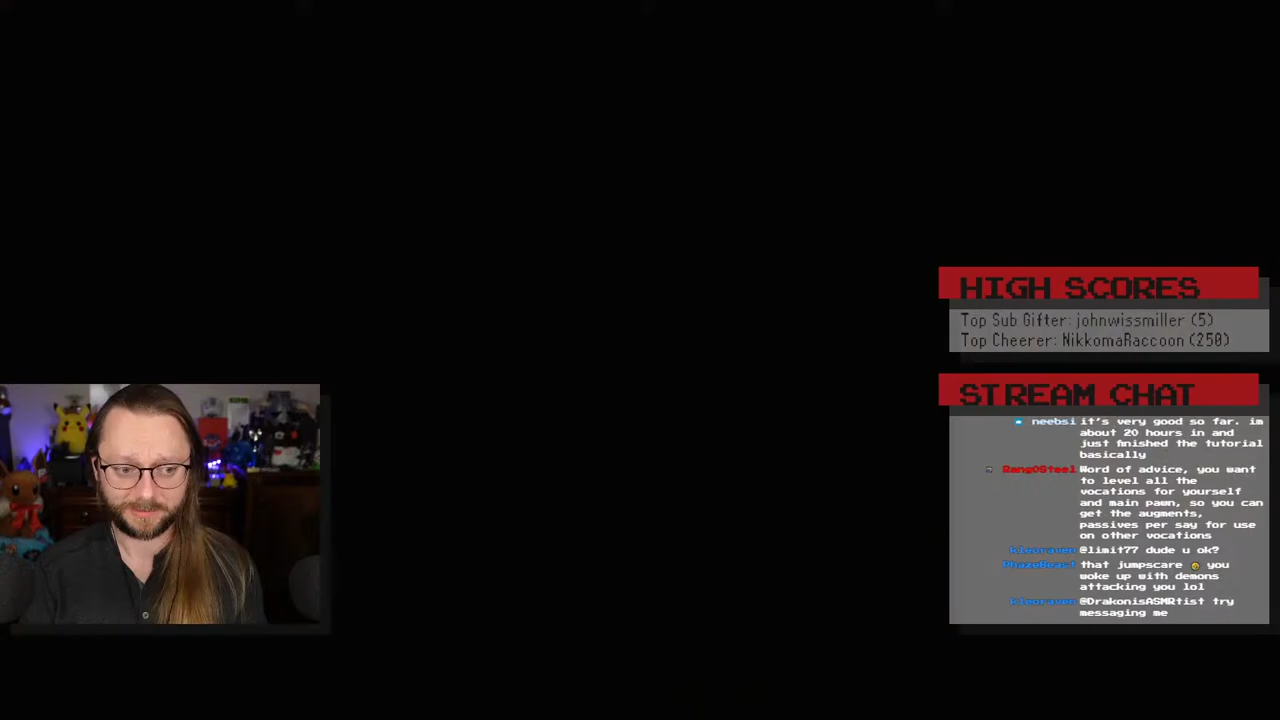 HIGH SCORES
Top Sub Gifter: johnwissmiller (5)
Top Cheerer: NikkomaRaccoon (250)
STREAM CHAT
neebsi it's very good so far. im
about 20 hours in and
just finished the tutorial
basically
RangOSteel Word of advice, you want
to level all the
vocations for yourself
and main pawn, so you can
get the augments,
passives per say for use
on other vocations
kleoraven @limit77 dude u ok?
PhazeBeast that jumpscare you
woke up with demons
attacking you lol
kleoraven @DrakonisASMRtist try
messaging me